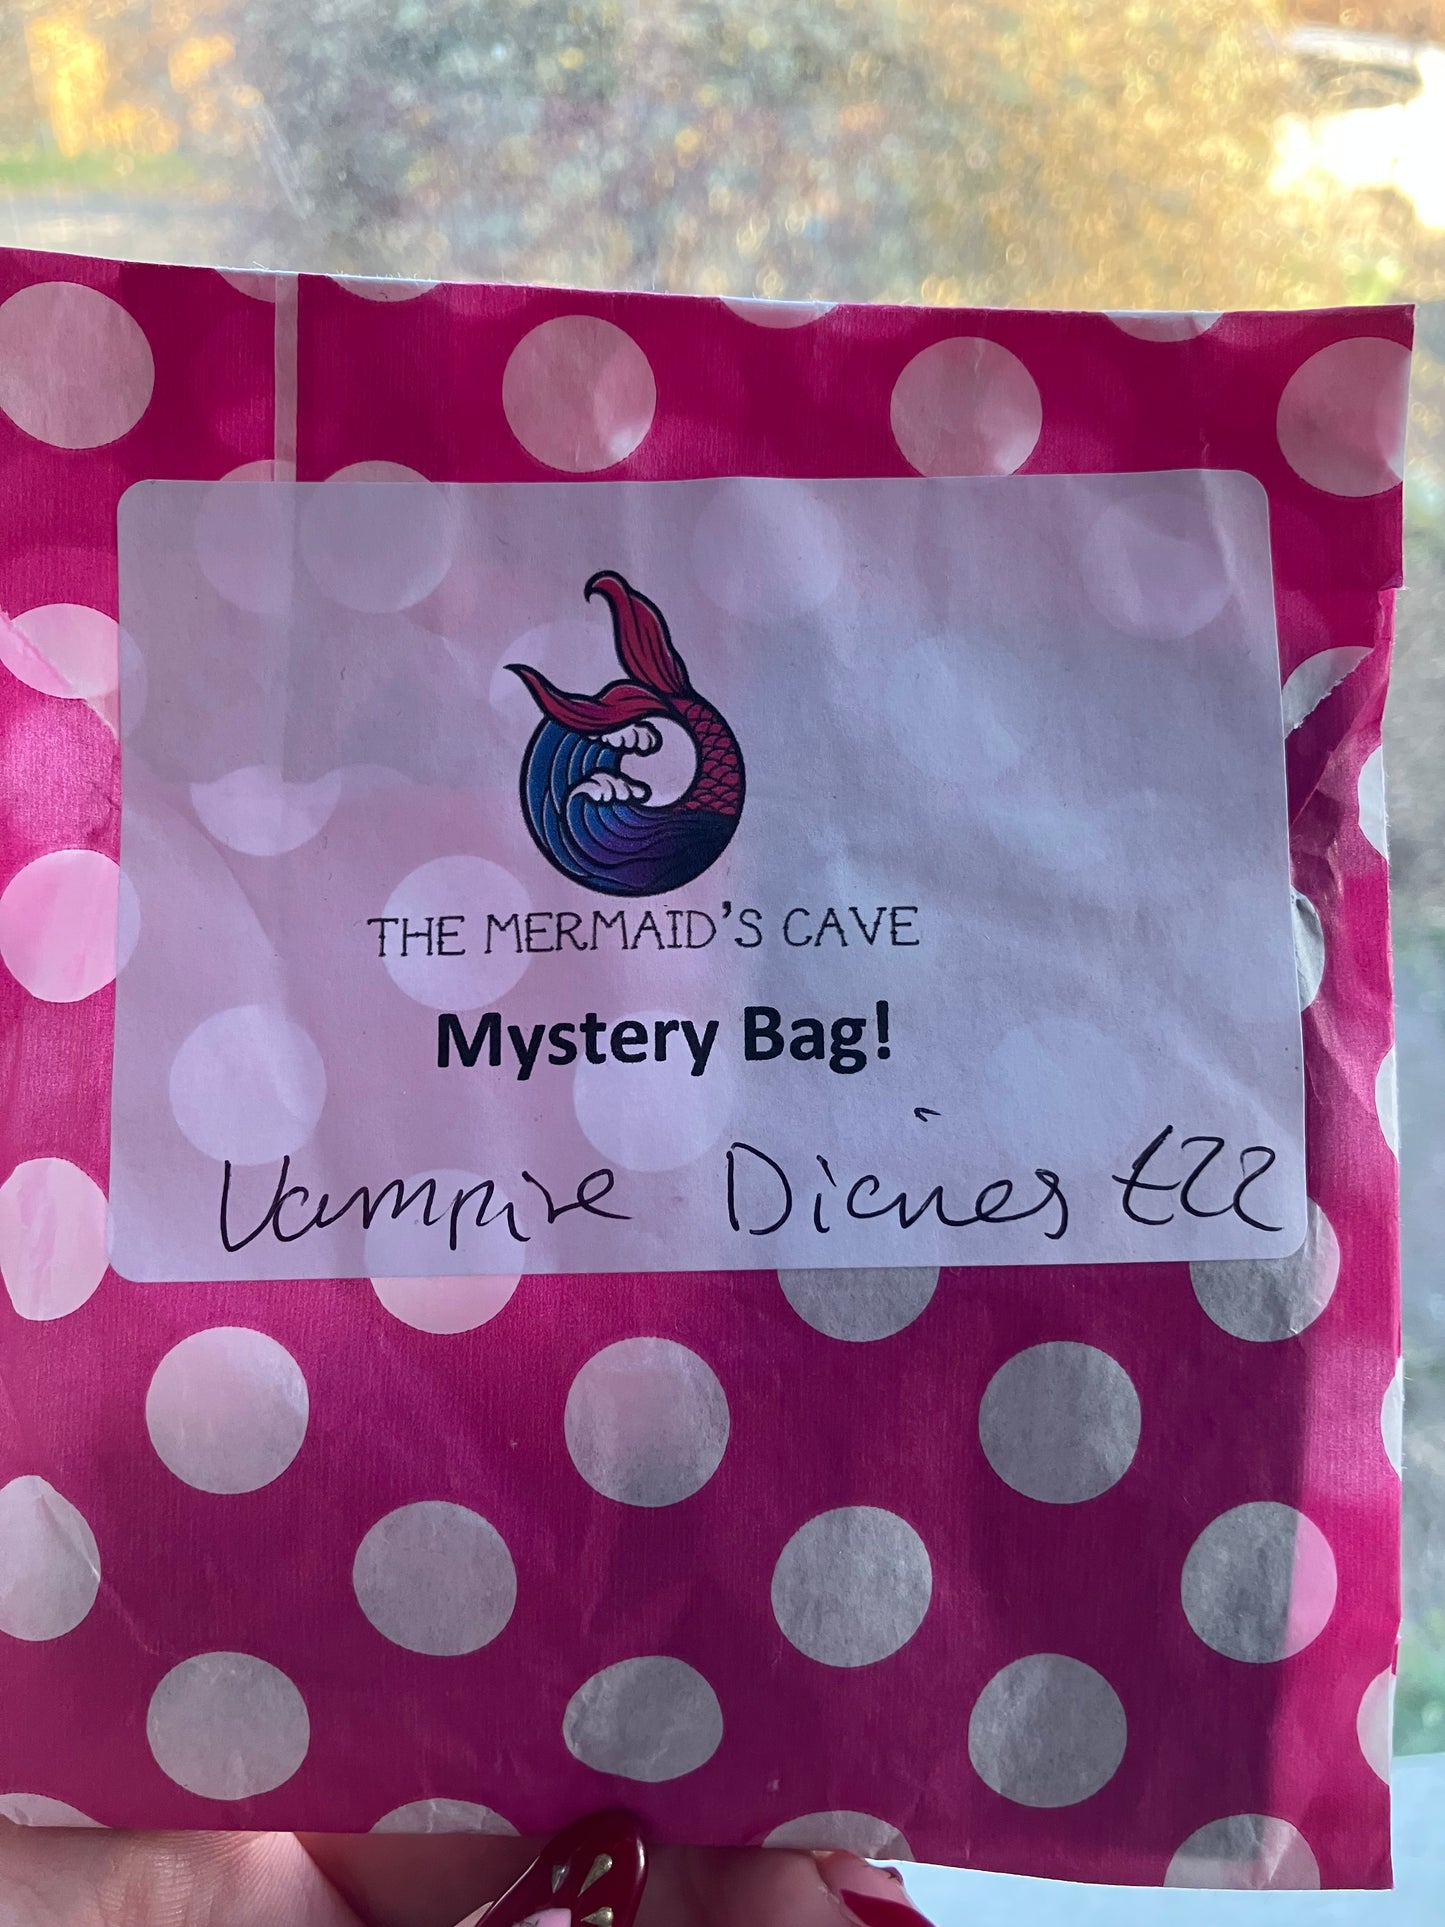 THE MERMAID'S CAVE
Mystery Bag!
Vampire Diaries £22